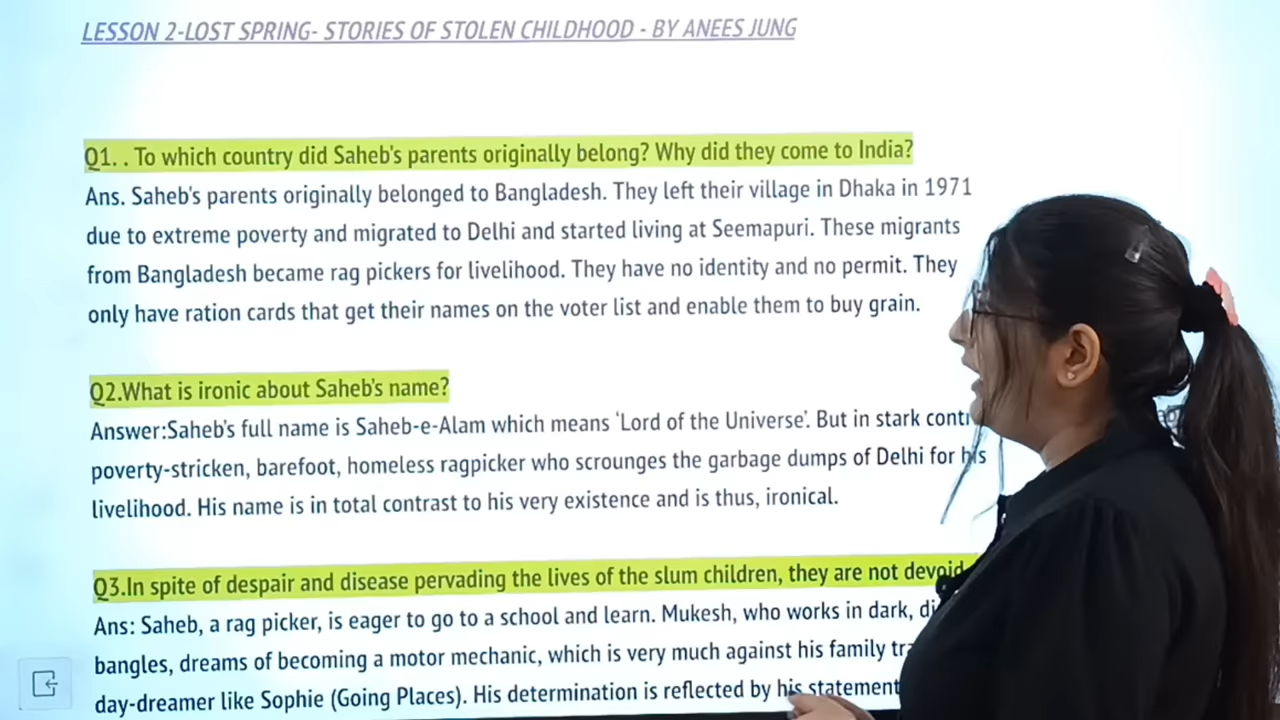 LESSON 2-LOST SPRING- STORIES OF STOLEN CHILDHOOD - BY ANEES JUNG
Q1. . To which country did Saheb's parents originally belong? Why did they come to India?
Ans. Saheb's parents originally belonged to Bangladesh. They left their village in Dhaka in 1971
due to extreme poverty and migrated to Delhi and started living at Seemapuri. These migrants
from Bangladesh became rag pickers for livelihood. They have no identity and no permit. They
only have ration cards that get their names on the voter list and enable them to buy grain.
Q2.What is ironic about Saheb's name?
Answer:Saheb's full name is Saheb-e-Alam which means ‘Lord of the Universe’. But in stark
poverty-stricken, barefoot, homeless ragpicker who scrounges the garbage dumps of Delhi for his
livelihood. His name is in total contrast to his very existence and is thus, ironical.
Q3.In spite of despair and disease pervading the lives of the slum children, they are not devoid
Ans: Saheb, a rag picker, is eager to go to a school and learn. Mukesh, who works in dark,
bangles, dreams of becoming a motor mechanic, which is very much against his family
day-dreamer like Sophie (Going Places). His determination is reflected by his statement